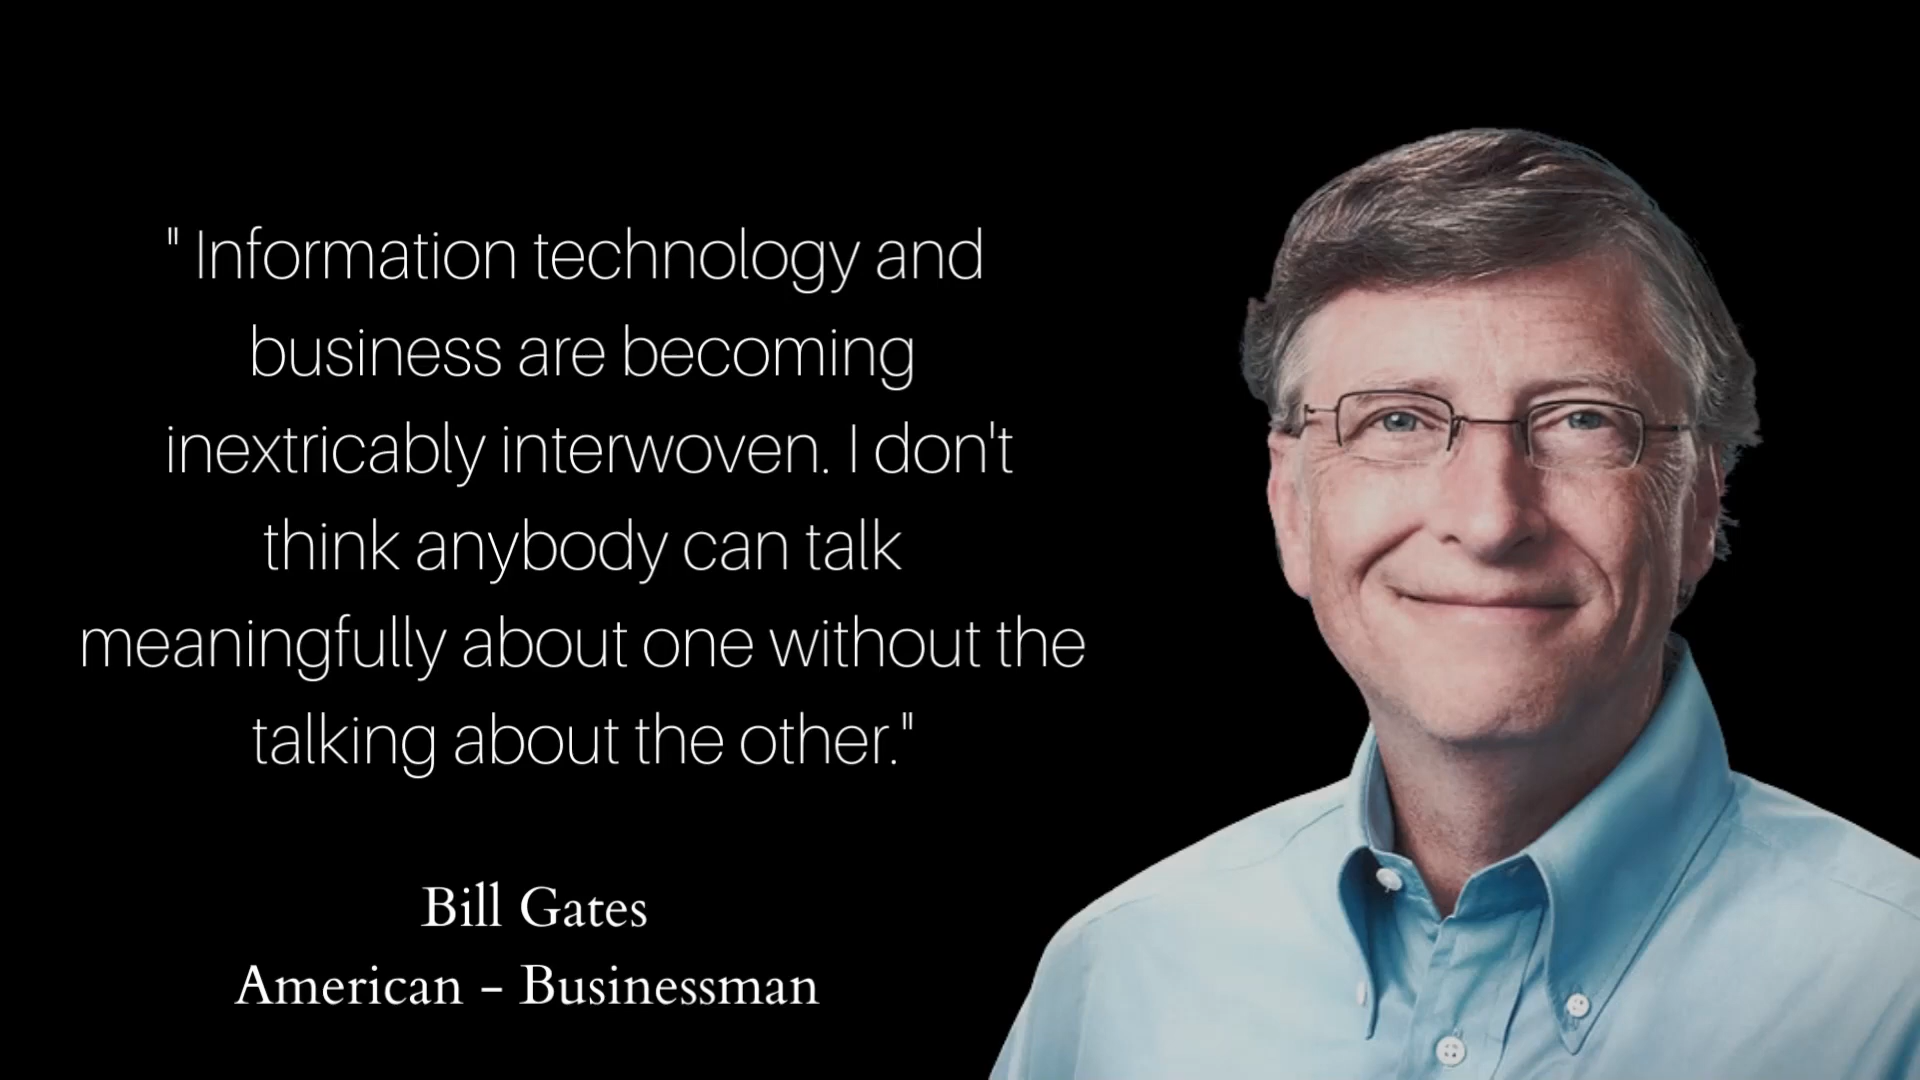 " Information technology and
business are becoming
inextricably interwoven. I don't
think anybody can talk
meaningfully about one without the
talking about the other."
Bill Gates
American - Businessman